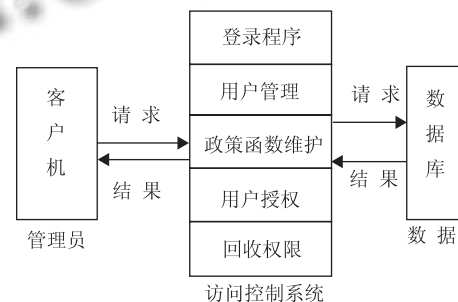 登录程序
用户管理
政策函数维护
用户授权
回收权限
客户机
管理员
请 求
结 果
请 求
结 果
数据库
数 据
访问控制系统